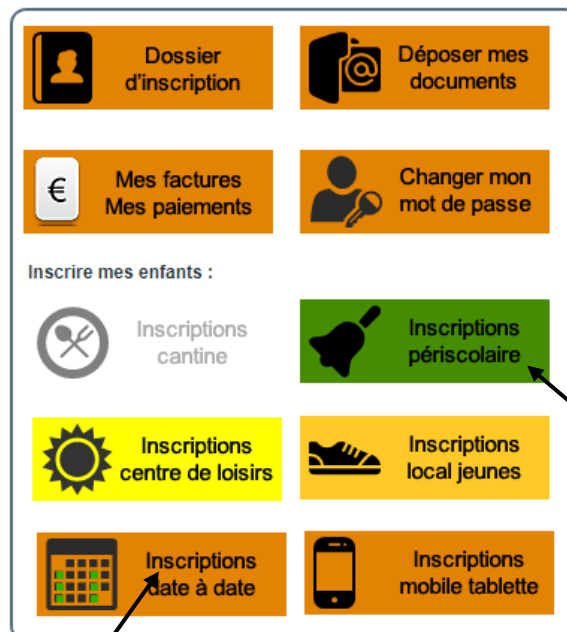 Dossier
d'inscription
Déposer mes
documents
€
Mes factures
Mes paiements
@
Changer mon
mot de passe
Inscrire mes enfants :
Inscriptions
cantine
Inscriptions
périscolaire
Inscriptions
centre de loisirs
Inscriptions
local jeunes
Inscriptions
date à date
Inscriptions
mobile tablette